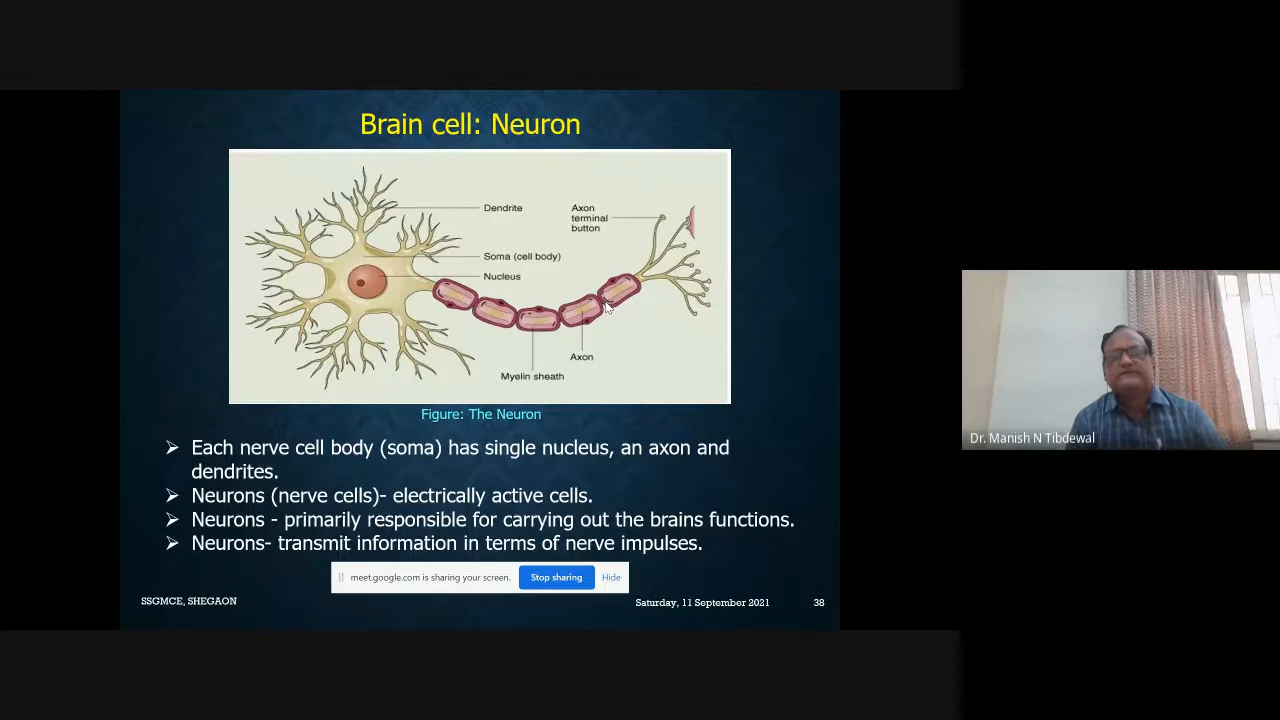 Brain cell: Neuron
Dendrite
Axon
terminal
button
Soma (cell body)
Nucleus
Axon
Myelin sheath
Figure: The Neuron
Each nerve cell body (soma) has single nucleus, an axon and
dendrites.
Neurons (nerve cells)- electrically active cells.
Neurons - primarily responsible for carrying out the brains functions.
Neurons- transmit information in terms of nerve impulses.
meet.google.com is sharing your screen.
Stop sharing
Hide
SSGMCE, SHEGAON
Saturday, 11 September 2021
38
Dr. Manish N Tibdewal